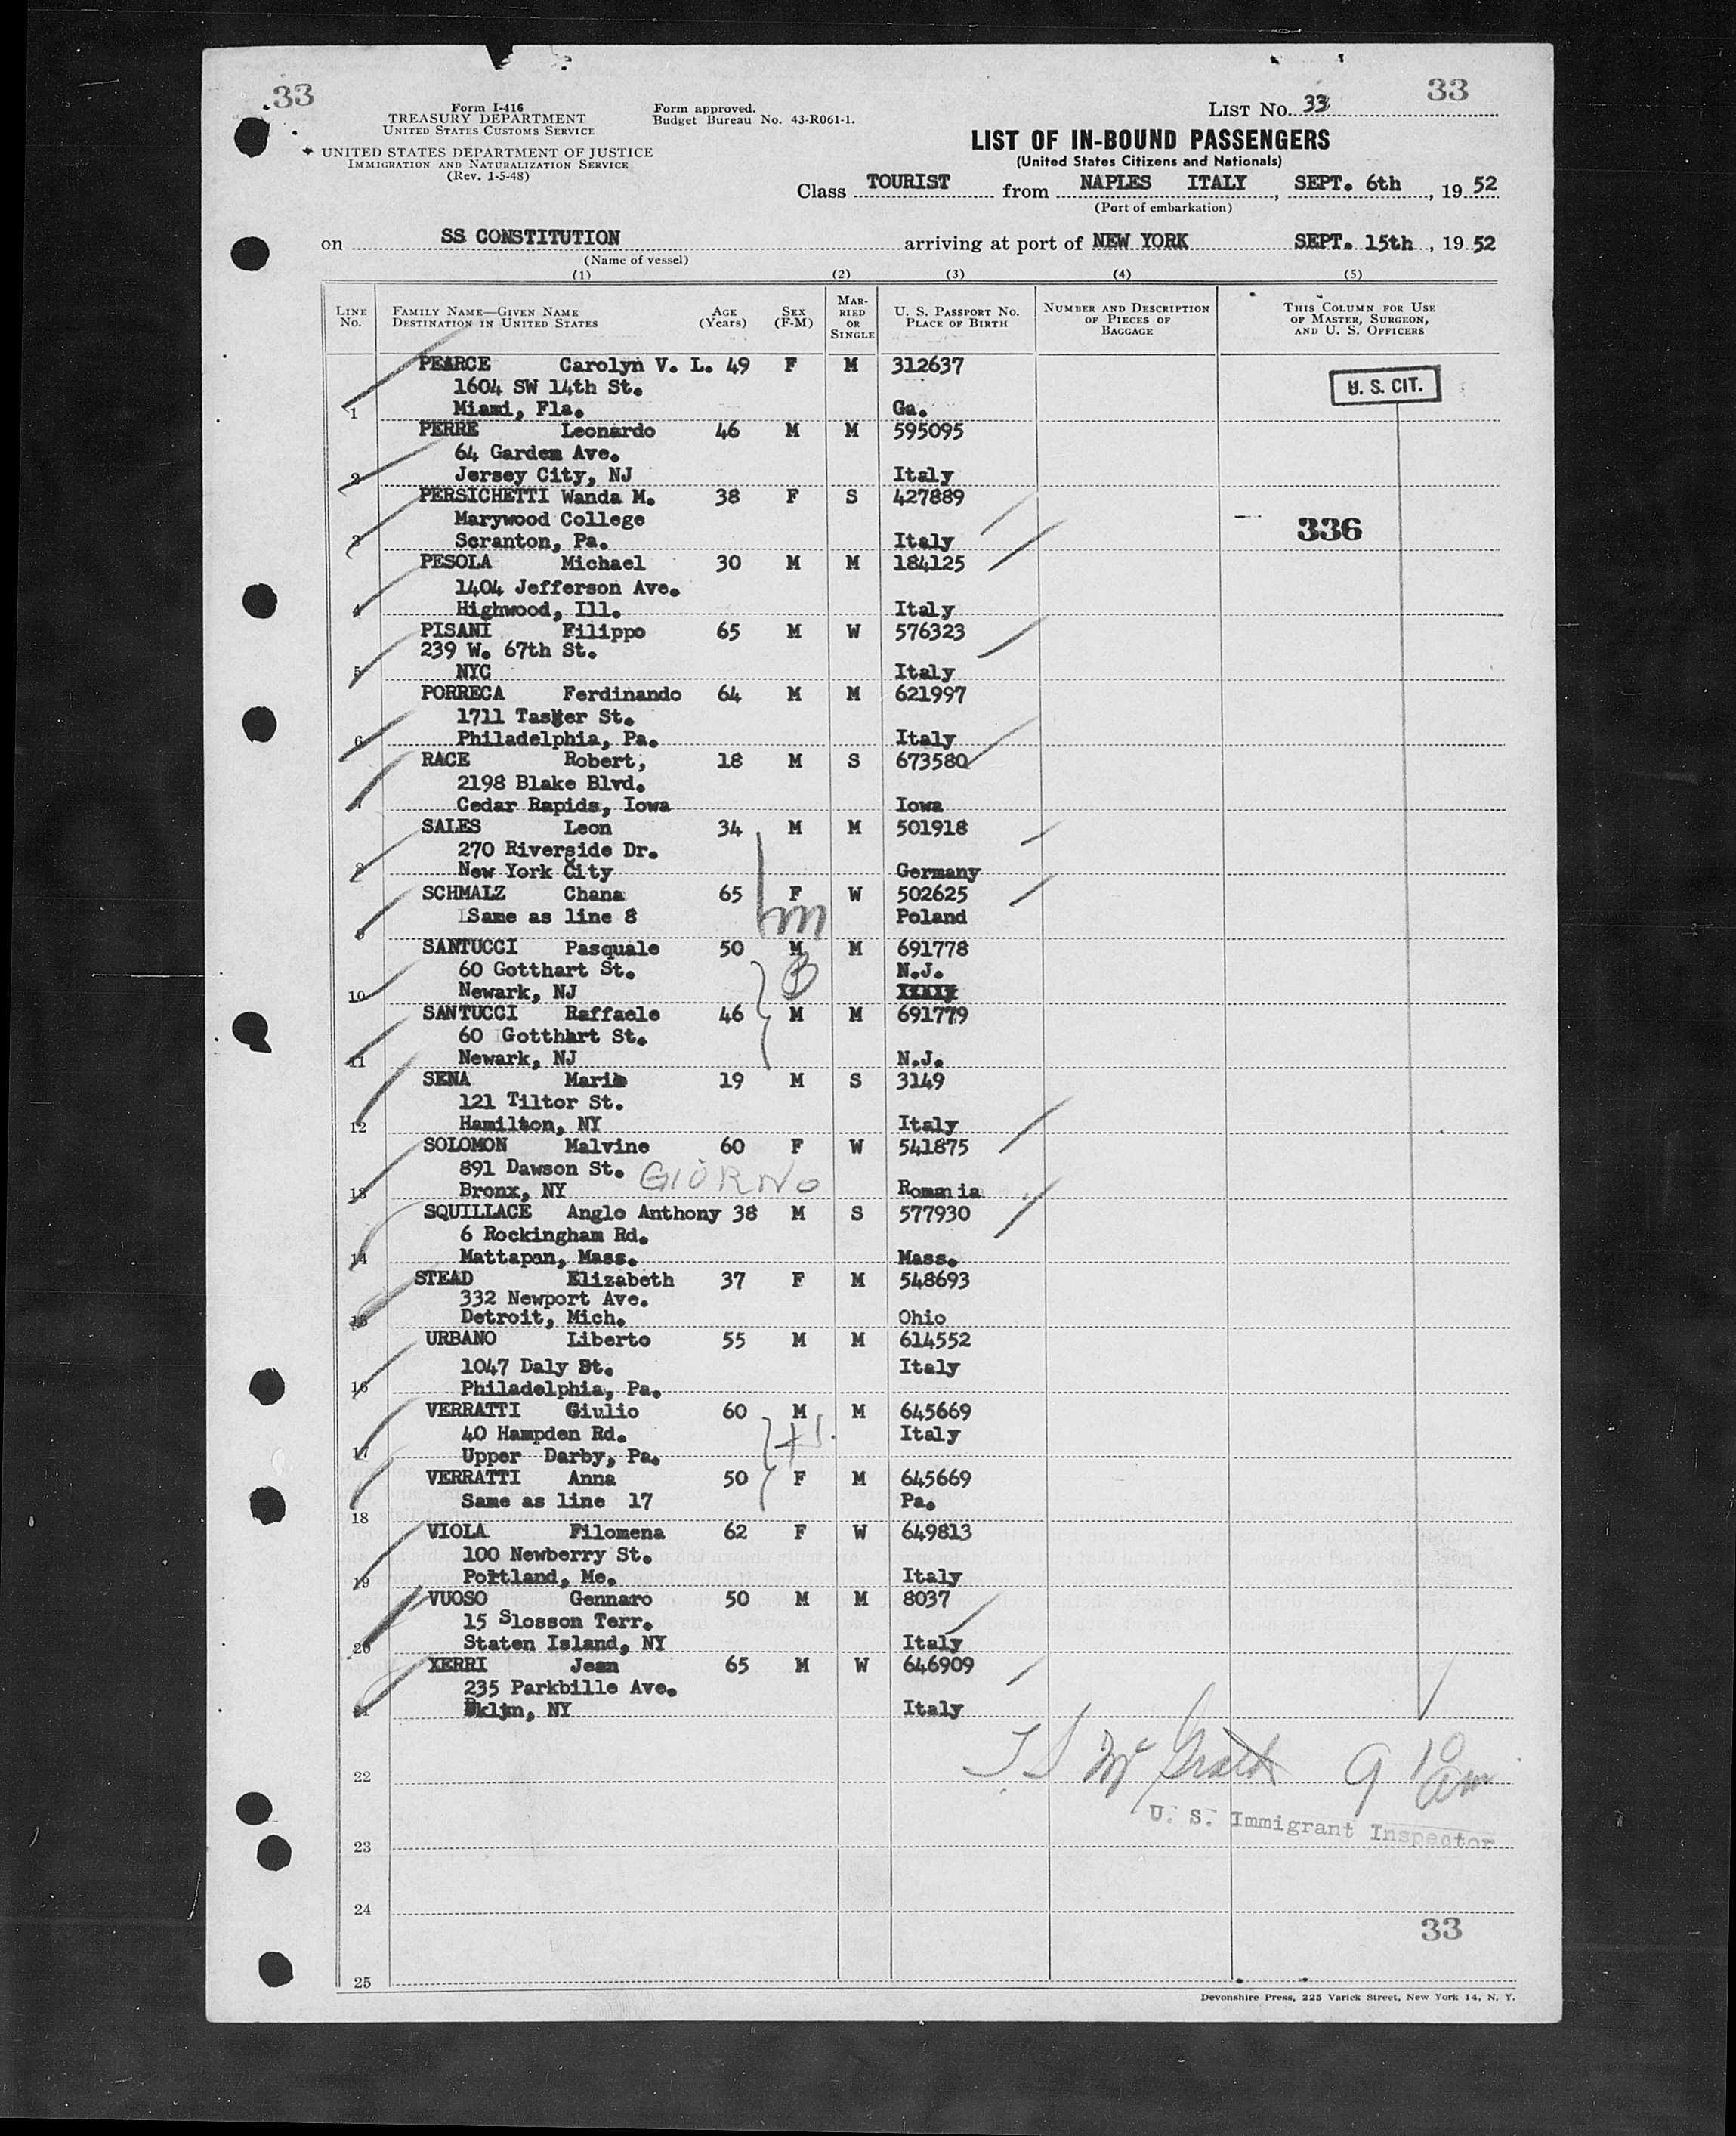 33
33
Form I-416
TREASURY DEPARTMENT
UNITED STATES CUSTOMS SERVICE
UNITED STATES DEPARTMENT OF JUSTICE
IMMIGRATION AND NATURALIZATION SERVICE
(Rev. 1-5-48)
Form approved.
Budget Bureau No. 43-R061-1.
LIST No. 33
LIST OF IN-BOUND PASSENGERS
(United States Citizens and Nationals)
Class TOURIST from NAPLES ITALY, SEPT. 6th, 19 52
(Port of embarkation)
on SS CONSTITUTION arriving at port of NEW YORK SEPT. 15th, 19 52
(Name of vessel)
(1) (2) (3) (4) (5)
LINE No. FAMILY NAME—GIVEN NAME DESTINATION IN UNITED STATES AGE (Years) SEX (F-M) MARRIED OR SINGLE U. S. PASSPORT No. PLACE OF BIRTH NUMBER AND DESCRIPTION OF PIECES OF BAGGAGE THIS COLUMN FOR USE OF MASTER, SURGEON, AND U. S. OFFICERS
PEARCE Carolyn V. L. 49 F M 312637
1604 SW 14th St. U. S. CIT.
1 Miami, Fla. Ga.
PERRE Leonardo 46 M M 595095
64 Garden Ave.
2 Jersey City, NJ Italy
PERSICHETTI Wanda M. 38 F S 427889
Marywood College 336
3 Scranton, Pa. Italy
PESOLA Michael 30 M M 184125
1404 Jefferson Ave.
4 Highwood, Ill. Italy
PISANI Filippo 65 M W 576323
239 W. 67th St.
5 NYC Italy
PORRECA Ferdinando 64 M M 621997
1711 Tasker St.
6 Philadelphia, Pa. Italy
RACE Robert, 18 M S 673580
2198 Blake Blvd.
7 Cedar Rapids, Iowa Iowa
SALES Leon 34 M M 501918
270 Riverside Dr.
8 New York City Germany
SCHMALZ Chana 65 F W 502625
Same as line 8 m Poland
9
SANTUCCI Pasquale 50 M M 691778
60 Gotthart St. B N.J.
10 Newark, NJ
SANTUCCI Raffaele 46 M M 691779
60 Gotthart St.
11 Newark, NJ N.J.
SENA 19 M S 3149
121 Tiltor St.
12 Hamilton, NY Italy
SOLOMON Malvine 60 F W 541875
891 Dawson St. GIORNO
13 Bronx, NY Rommia
SQUILLACE Anglo Anthony 38 M S 577930
6 Rockingham Rd.
14 Mattapan, Mass. Mass.
STEAD Elizabeth 37 F M 548693
332 Newport Ave.
15 Detroit, Mich. Ohio
URBANO Liberto 55 M M 614552
1047 Daly St. Italy
16 Philadelphia, Pa.
VERRATTI Giulio 60 M M 645669
40 Hampden Rd. Italy
17 Upper Darby, Pa.
VERRATTI Anna 50 F M 645669
Same as line 17 Pa.
18
VIOLA Filomena 62 F W 649813
100 Newberry St.
19 Portland, Me. Italy
VUOSO Gennaro 50 M M 8037
15 Slosson Terr.
20 Staten Island, NY Italy
XERRI Jean 65 M W 646909
235 Parkbille Ave.
21 Bkljn, NY Italy
22 9 10 am
U. S. Immigrant Inspector
23
24
33
25
Devonshire Press, 225 Varick Street, New York 14, N. Y.